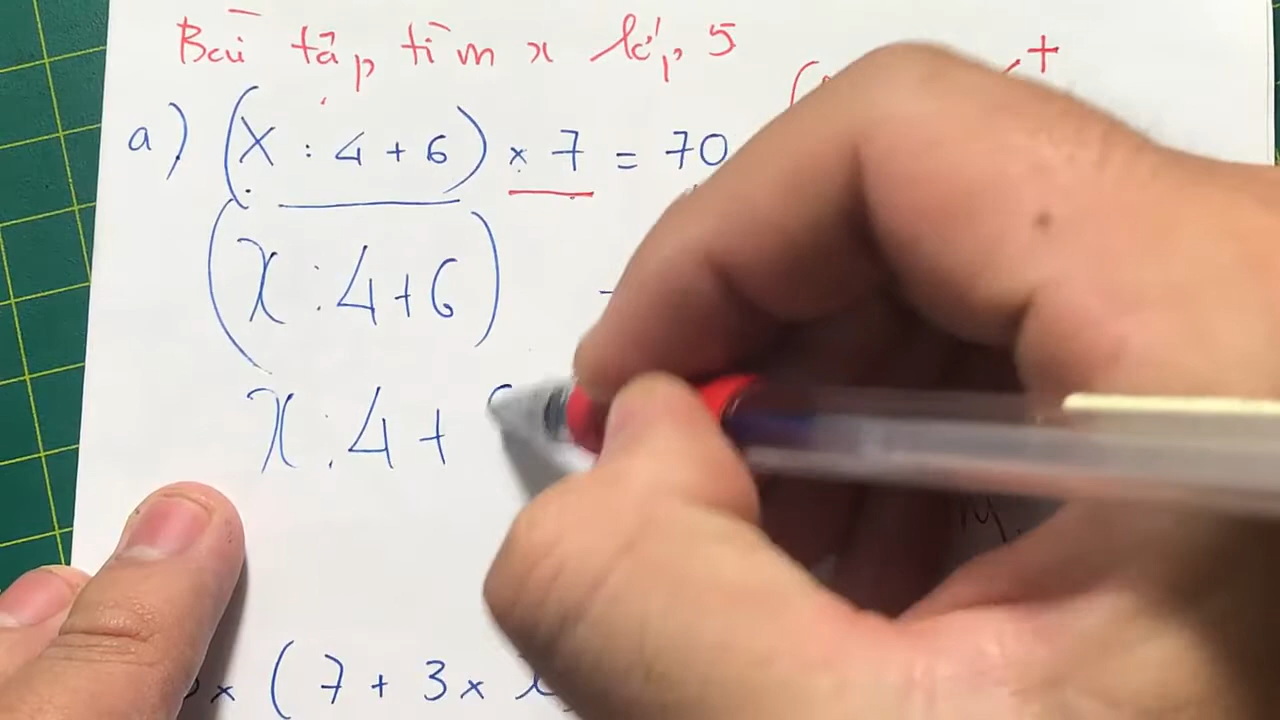 Bài tập tìm x lớp 5
+
a) (x : 4 + 6) × 7 = 70
(x : 4 + 6)
x : 4 +
× ( 7 + 3 × x